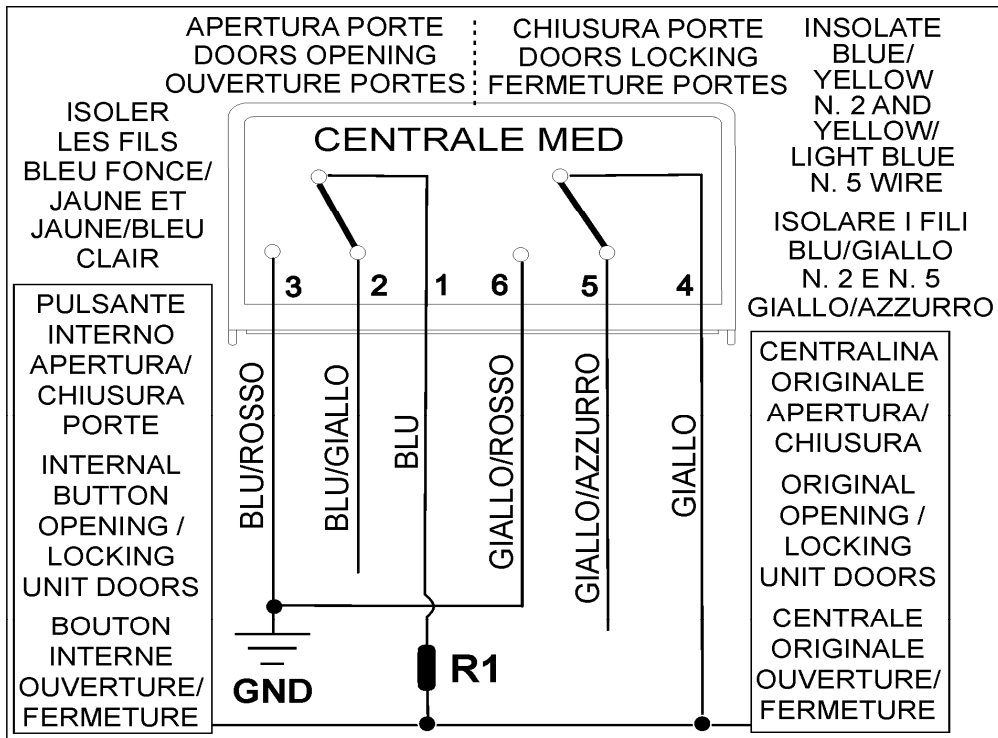 APERTURA PORTE
DOORS OPENING
OUVERTURE PORTES
CHIUSURA PORTE
DOORS LOCKING
FERMETURE PORTES
INSOLATE
BLUE/
YELLOW
N. 2 AND
YELLOW/
LIGHT BLUE
N. 5 WIRE
ISOLER
LES FILS
BLEU FONCE/
JAUNE ET
JAUNE/BLEU
CLAIR
CENTRALE MED
ISOLARE I FILI
BLU/GIALLO
N. 2 E N. 5
GIALLO/AZZURRO
3 2 1 6 5 4
PULSANTE
INTERNO
APERTURA/
CHIUSURA
PORTE
INTERNAL
BUTTON
OPENING /
LOCKING
UNIT DOORS
BOUTON
INTERNE
OUVERTURE/
FERMETURE
BLU/ROSSO
BLU/GIALLO
BLU
GIALLO/ROSSO
GIALLO/AZZURRO
GIALLO
CENTRALINA
ORIGINALE
APERTURA/
CHIUSURA
ORIGINAL
OPENING /
LOCKING
UNIT DOORS
CENTRALE
ORIGINALE
OUVERTURE/
FERMETURE
GND
R1